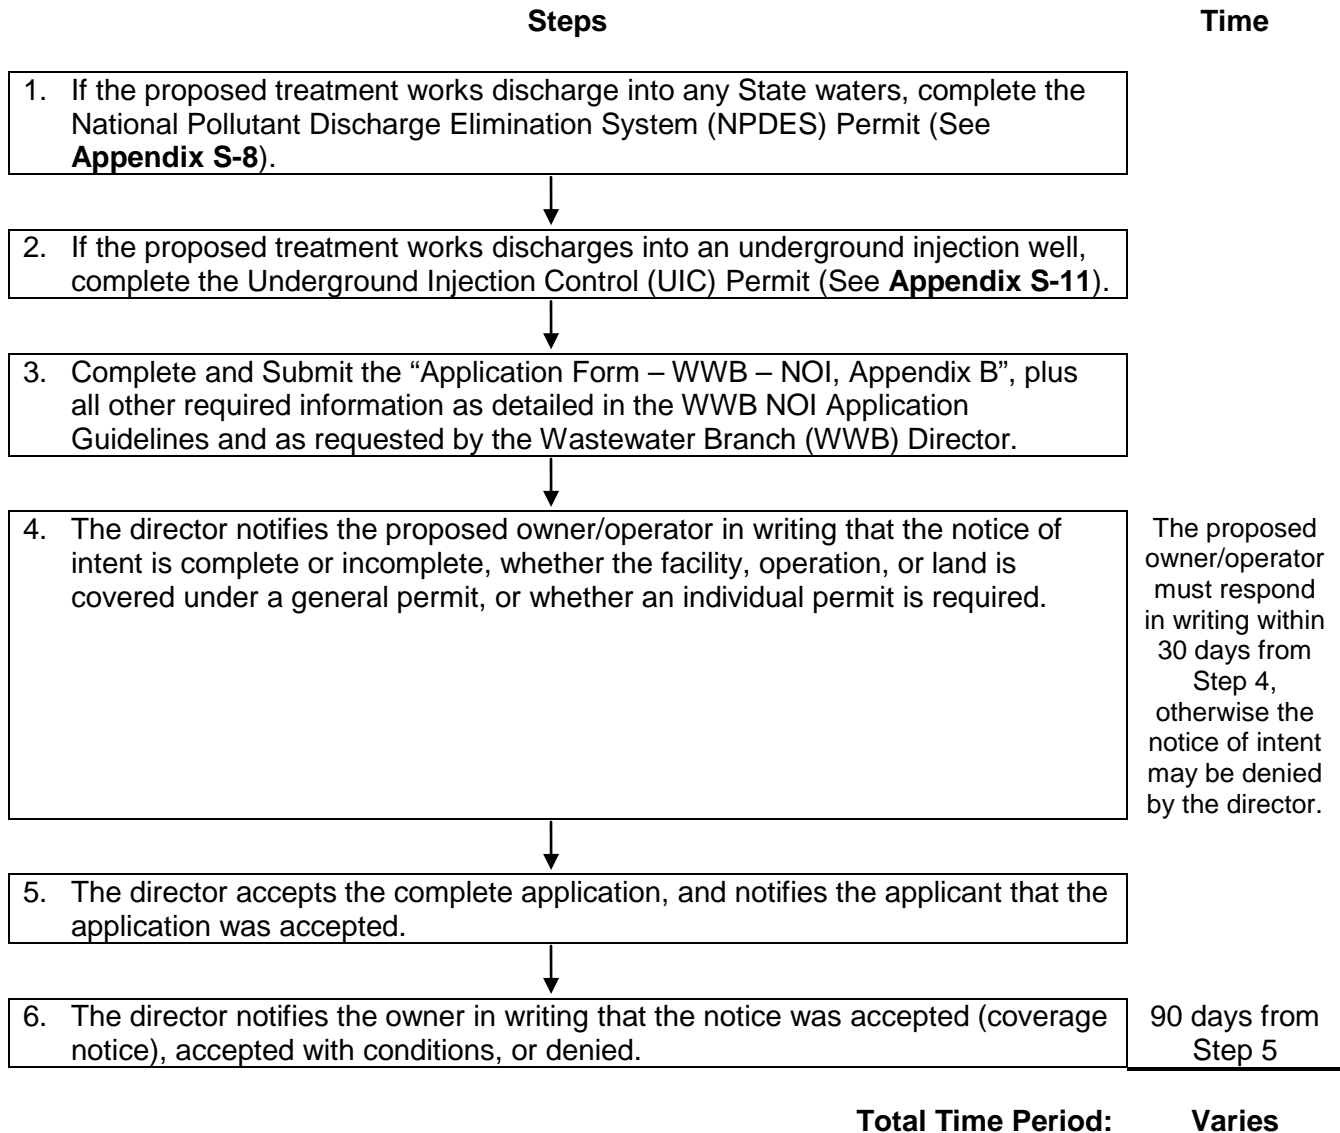 Steps
Time
1. If the proposed treatment works discharge into any State waters, complete the
National Pollutant Discharge Elimination System (NPDES) Permit (See
Appendix S-8).
2. If the proposed treatment works discharges into an underground injection well,
complete the Underground Injection Control (UIC) Permit (See Appendix S-11).
3. Complete and Submit the “Application Form – WWB – NOI, Appendix B”, plus
all other required information as detailed in the WWB NOI Application
Guidelines and as requested by the Wastewater Branch (WWB) Director.
4. The director notifies the proposed owner/operator in writing that the notice of
intent is complete or incomplete, whether the facility, operation, or land is
covered under a general permit, or whether an individual permit is required.
The proposed
owner/operator
must respond
in writing within
30 days from
Step 4,
otherwise the
notice of intent
may be denied
by the director.
5. The director accepts the complete application, and notifies the applicant that the
application was accepted.
6. The director notifies the owner in writing that the notice was accepted (coverage
notice), accepted with conditions, or denied.
90 days from
Step 5
Total Time Period:
Varies